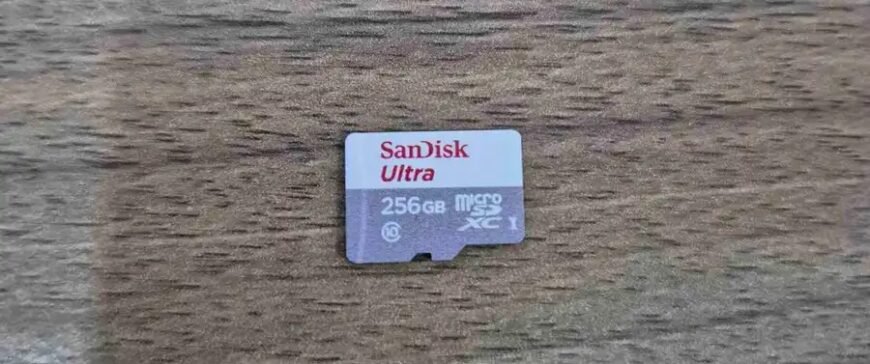 SanDisk
Ultra
256GB
micro
SD
XC I
10